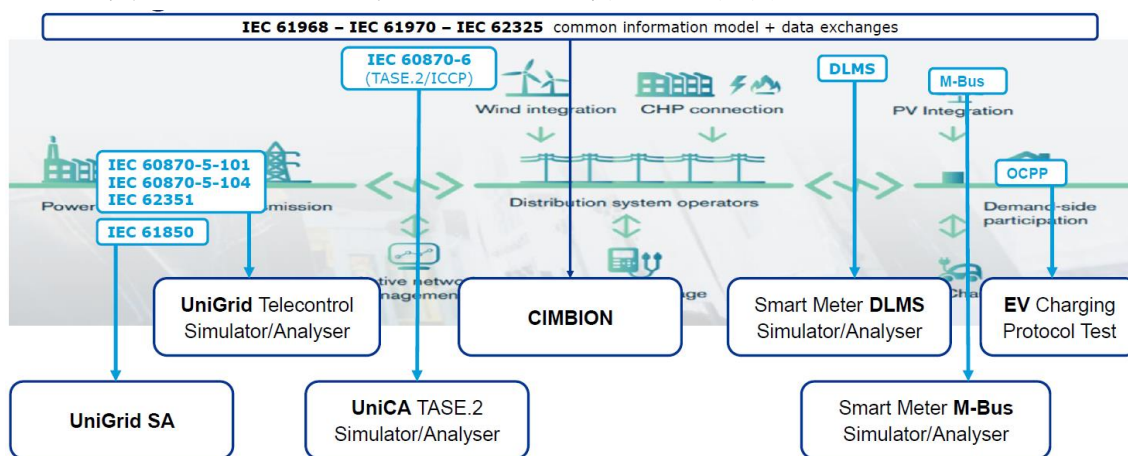 IEC 61968 – IEC 61970 – IEC 62325 common information model + data exchanges
IEC 60870-6
(TASE.2/ICCP)
DLMS
M-Bus
Wind integration
CHP connection
PV Integration
IEC 60870-5-101
IEC 60870-5-104
IEC 62351
OCPP
Power
Distribution system operators
Demand-side
participation
IEC 61850
UniGrid Telecontrol
Simulator/Analyser
CIMBION
Smart Meter DLMS
Simulator/Analyser
EV Charging
Protocol Test
UniGrid SA
UniCA TASE.2
Simulator/Analyser
Smart Meter M-Bus
Simulator/Analyser